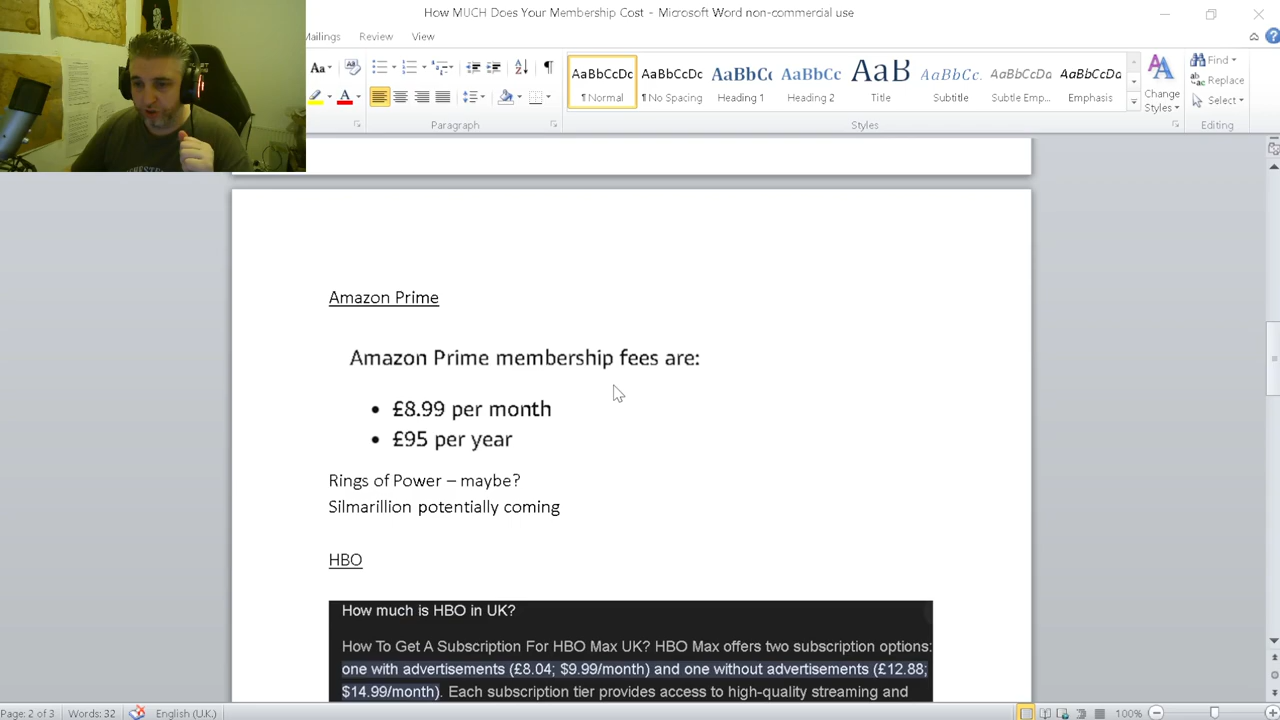 How MUCH Does Your Membership Cost - Microsoft Word non-commercial use
Mailings Review View
Aa
A
AaBbCcDc AaBbCcDc AaBbCc AaBbCc AaB AaBbCc. AaBbCcDc AaBbCcDc
¶ Normal ¶ No Spacing Heading 1 Heading 2 Title Subtitle Subtle Emp... Emphasis
Change Styles
Find
Replace
Select
Paragraph Styles Editing
Amazon Prime
Amazon Prime membership fees are:
• £8.99 per month
• £95 per year
Rings of Power – maybe?
Silmarillion potentially coming
HBO
How much is HBO in UK?
How To Get A Subscription For HBO Max UK? HBO Max offers two subscription options:
one with advertisements (£8.04; $9.99/month) and one without advertisements (£12.88;
$14.99/month). Each subscription tier provides access to high-quality streaming and
Page: 2 of 3 Words: 32 English (U.K.) 100%